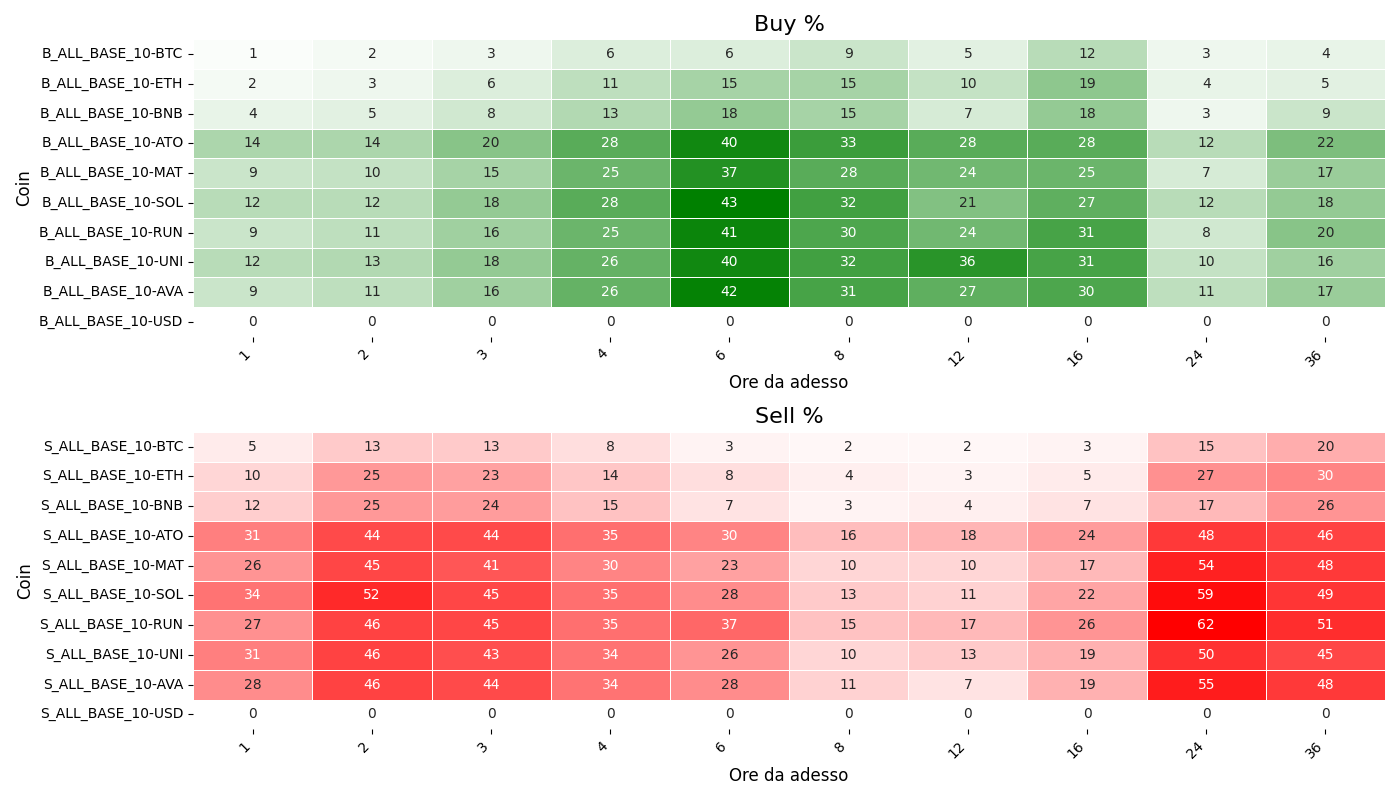 Buy %
Coin
B_ALL_BASE_10-BTC 1 2 3 6 6 9 5 12 3 4
B_ALL_BASE_10-ETH 2 3 6 11 15 15 10 19 4 5
B_ALL_BASE_10-BNB 4 5 8 13 18 15 7 18 3 9
B_ALL_BASE_10-ATO 14 14 20 28 40 33 28 28 12 22
B_ALL_BASE_10-MAT 9 10 15 25 37 28 24 25 7 17
B_ALL_BASE_10-SOL 12 12 18 28 43 32 21 27 12 18
B_ALL_BASE_10-RUN 9 11 16 25 41 30 24 31 8 20
B_ALL_BASE_10-UNI 12 13 18 26 40 32 36 31 10 16
B_ALL_BASE_10-AVA 9 11 16 26 42 31 27 30 11 17
B_ALL_BASE_10-USD 0 0 0 0 0 0 0 0 0 0
1 2 3 4 6 8 12 16 24 36
Ore da adesso
Sell %
Coin
S_ALL_BASE_10-BTC 5 13 13 8 3 2 2 3 15 20
S_ALL_BASE_10-ETH 10 25 23 14 8 4 3 5 27 30
S_ALL_BASE_10-BNB 12 25 24 15 7 3 4 7 17 26
S_ALL_BASE_10-ATO 31 44 44 35 30 16 18 24 48 46
S_ALL_BASE_10-MAT 26 45 41 30 23 10 10 17 54 48
S_ALL_BASE_10-SOL 34 52 45 35 28 13 11 22 59 49
S_ALL_BASE_10-RUN 27 46 45 35 37 15 17 26 62 51
S_ALL_BASE_10-UNI 31 46 43 34 26 10 13 19 50 45
S_ALL_BASE_10-AVA 28 46 44 34 28 11 7 19 55 48
S_ALL_BASE_10-USD 0 0 0 0 0 0 0 0 0 0
1 2 3 4 6 8 12 16 24 36
Ore da adesso